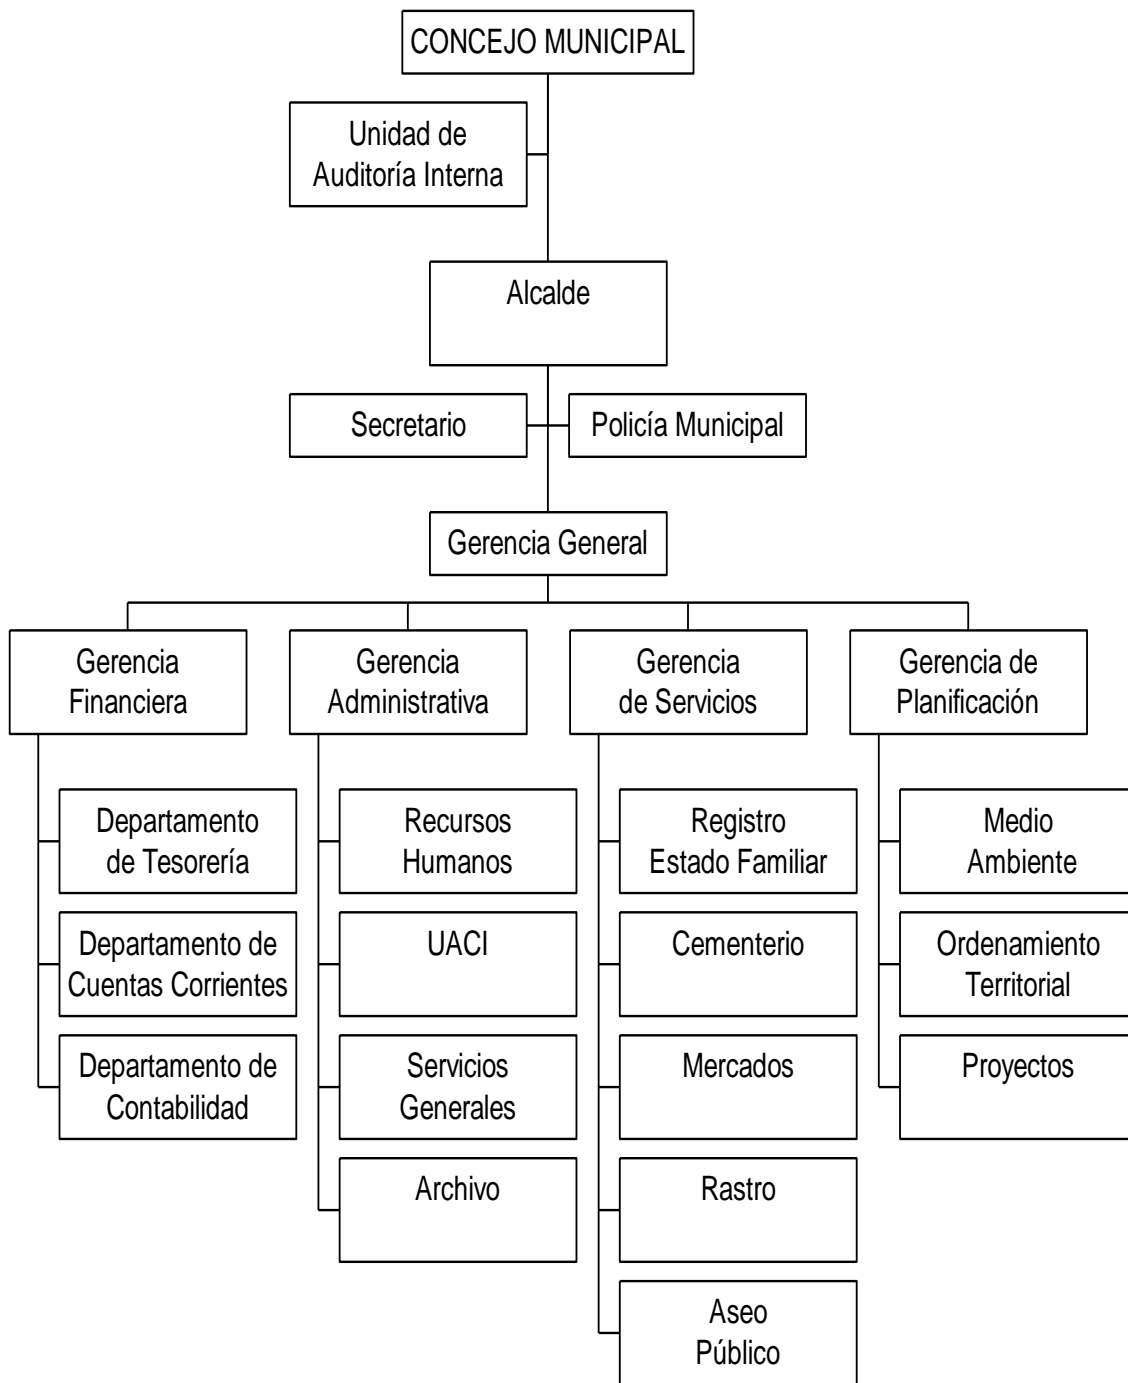 CONCEJO MUNICIPAL
Unidad de
Auditoría Interna
Alcalde
Secretario
Policía Municipal
Gerencia General
Gerencia
Financiera
Gerencia
Administrativa
Gerencia
de Servicios
Gerencia de
Planificación
Departamento
de Tesorería
Departamento de
Cuentas Corrientes
Departamento de
Contabilidad
Recursos
Humanos
UACI
Servicios
Generales
Archivo
Registro
Estado Familiar
Cementerio
Mercados
Rastro
Aseo
Público
Medio
Ambiente
Ordenamiento
Territorial
Proyectos